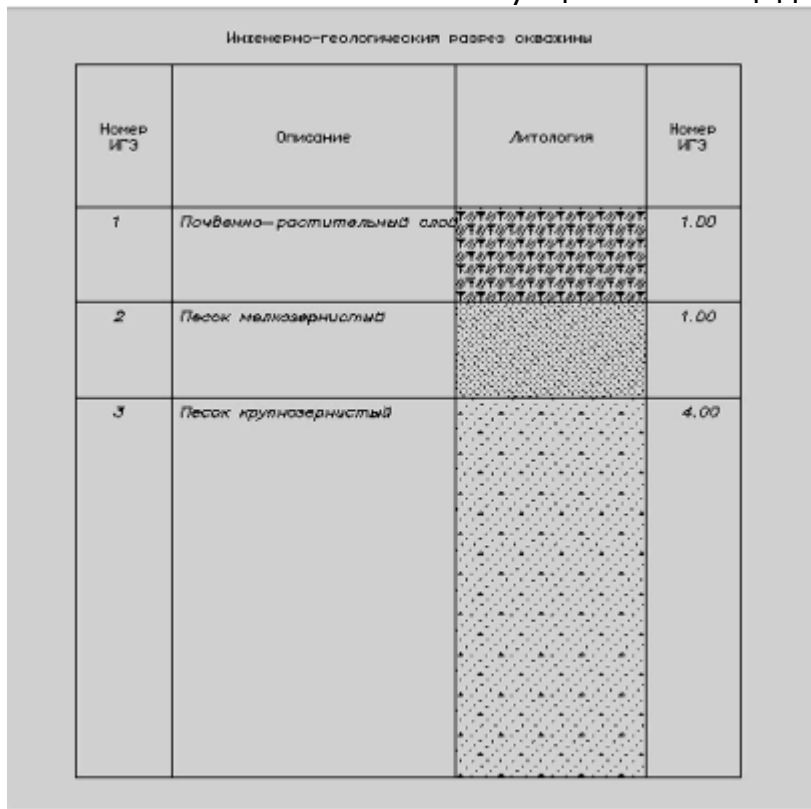 Инженерно-геологический разрез скважины
Номер
ИГЭ
Описание
Литология
Номер
ИГЭ
1
Почвенно-растительный слой
1.00
2
Песок мелкозернистый
1.00
3
Песок крупнозернистый
4.00